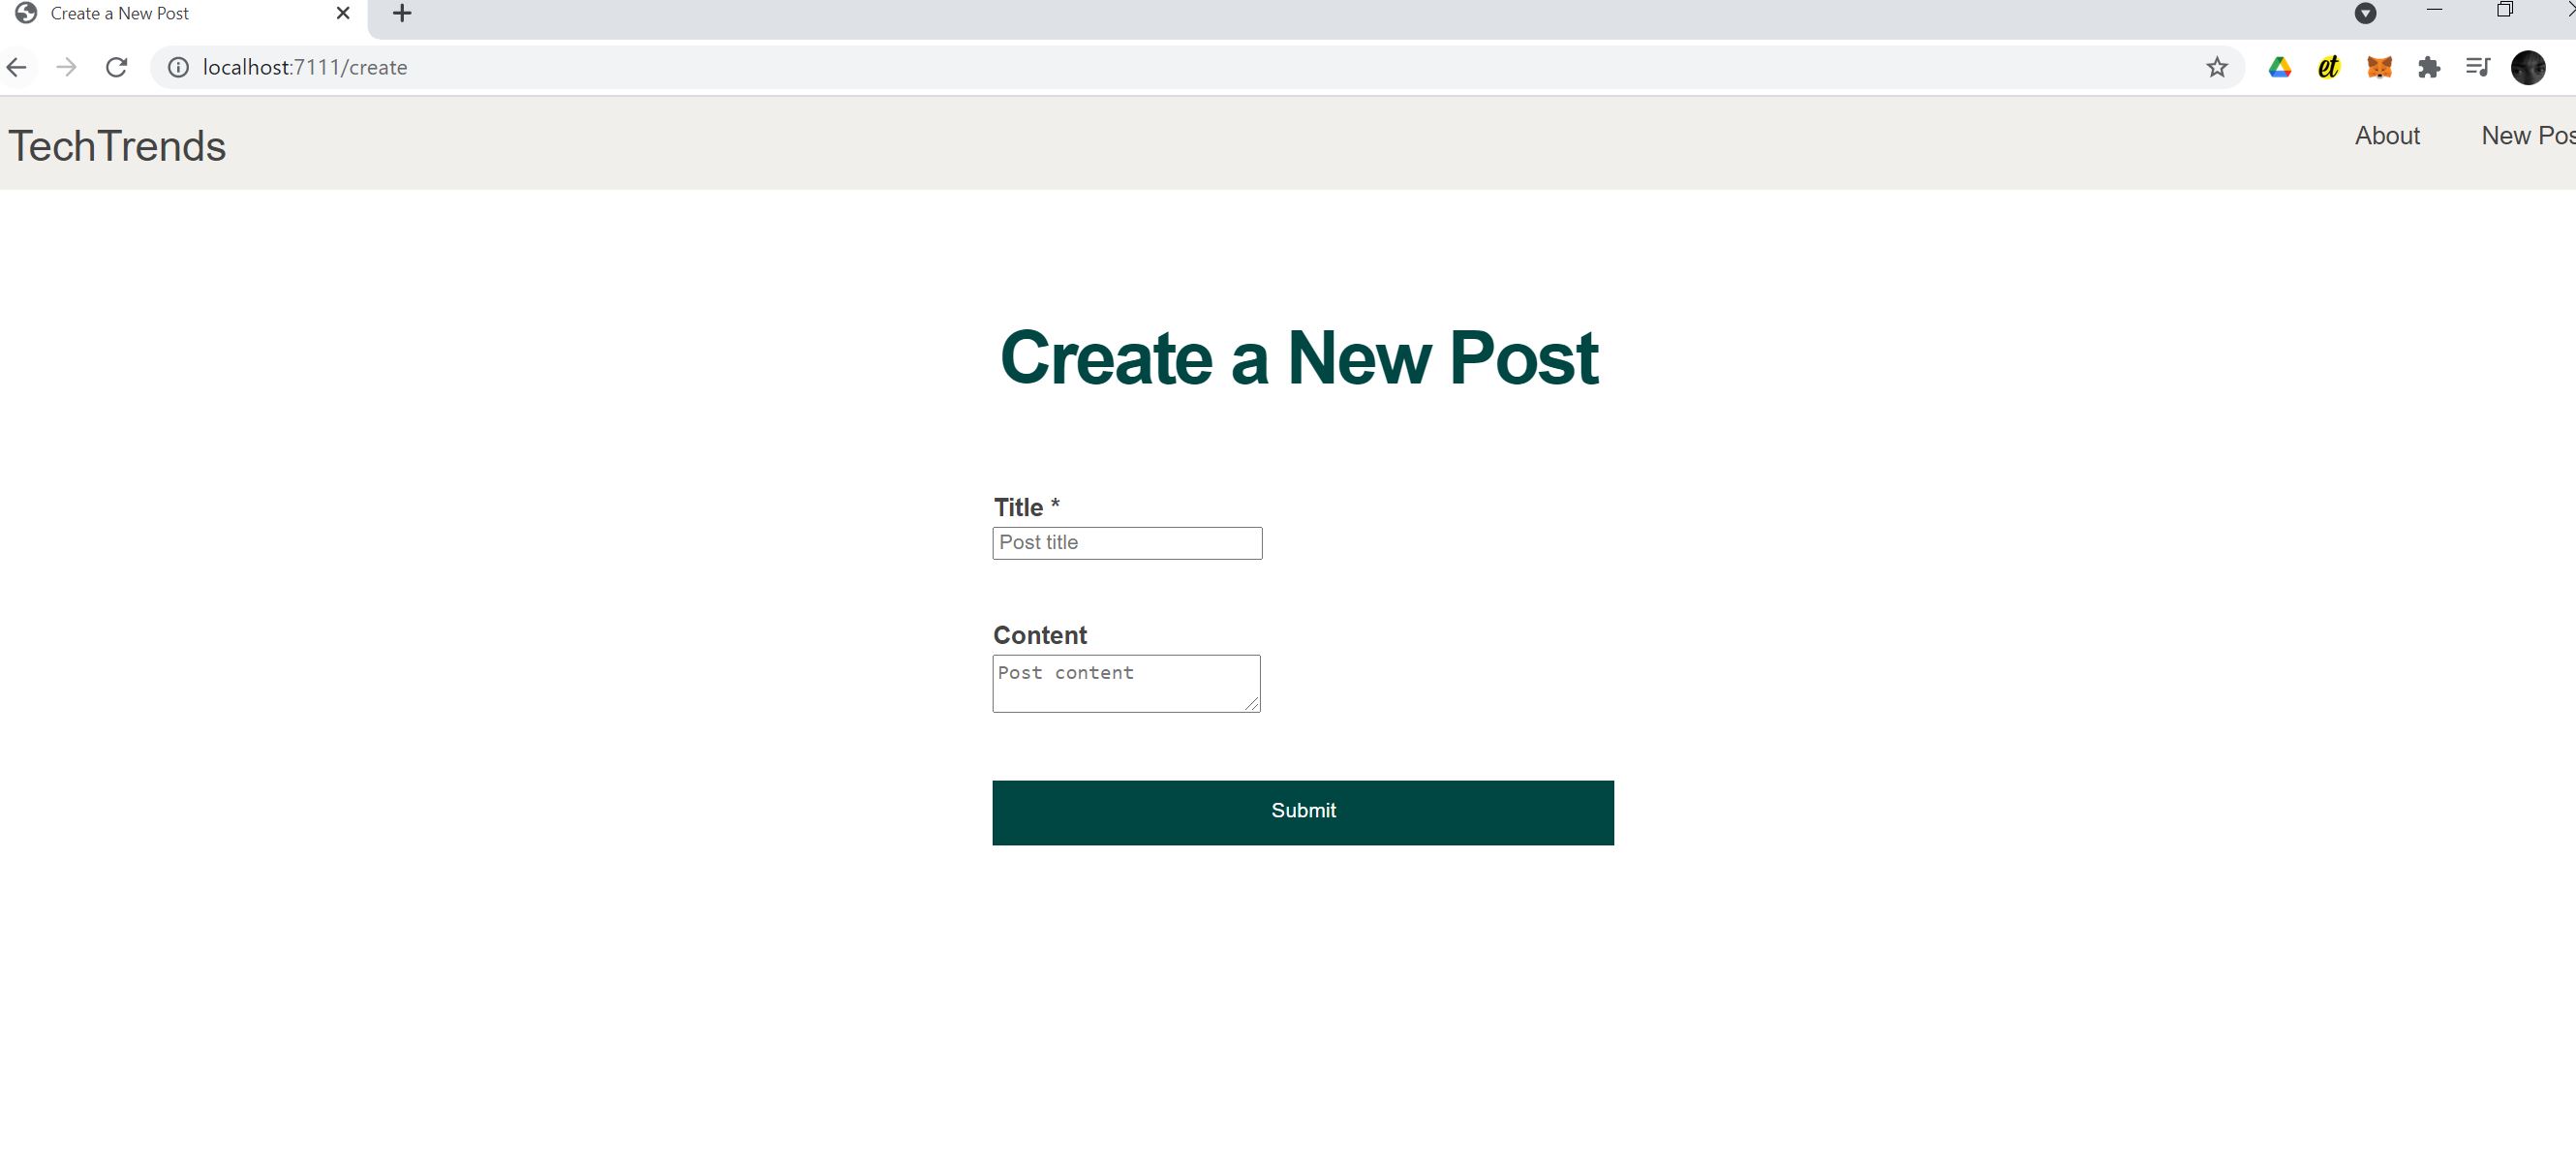 Create a New Post
localhost:7111/create
et
TechTrends
About
New Pos
Create a New Post
Title *
Post title
Content
Post content
Submit